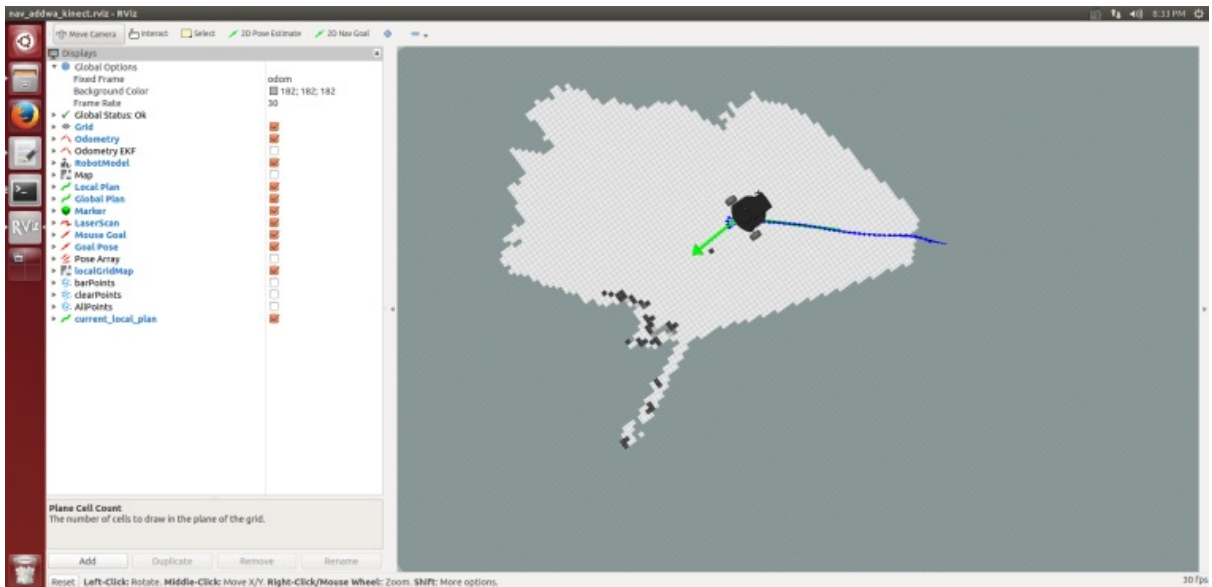 nav_addwa_kinect.rviz - RViz
8:33 PM
Move Camera Interact Select 2D Pose Estimate 2D Nav Goal
Displays
Global Options
Fixed Frame odom
Background Color 182; 182; 182
Frame Rate 30
Global Status: Ok
Grid
Odometry
Odometry EKF
RobotModel
Map
Local Plan
Global Plan
Marker
LaserScan
Mouse Goal
Goal Pose
Pose Array
localGridMap
barPoints
clearPoints
AllPoints
current_local_plan
RViz
Plane Cell Count
The number of cells to draw in the plane of the grid.
Add Duplicate Remove Rename
Reset Left-Click: Rotate. Middle-Click: Move X/Y. Right-Click/Mouse Wheel: Zoom. Shift: More options. 30 fps